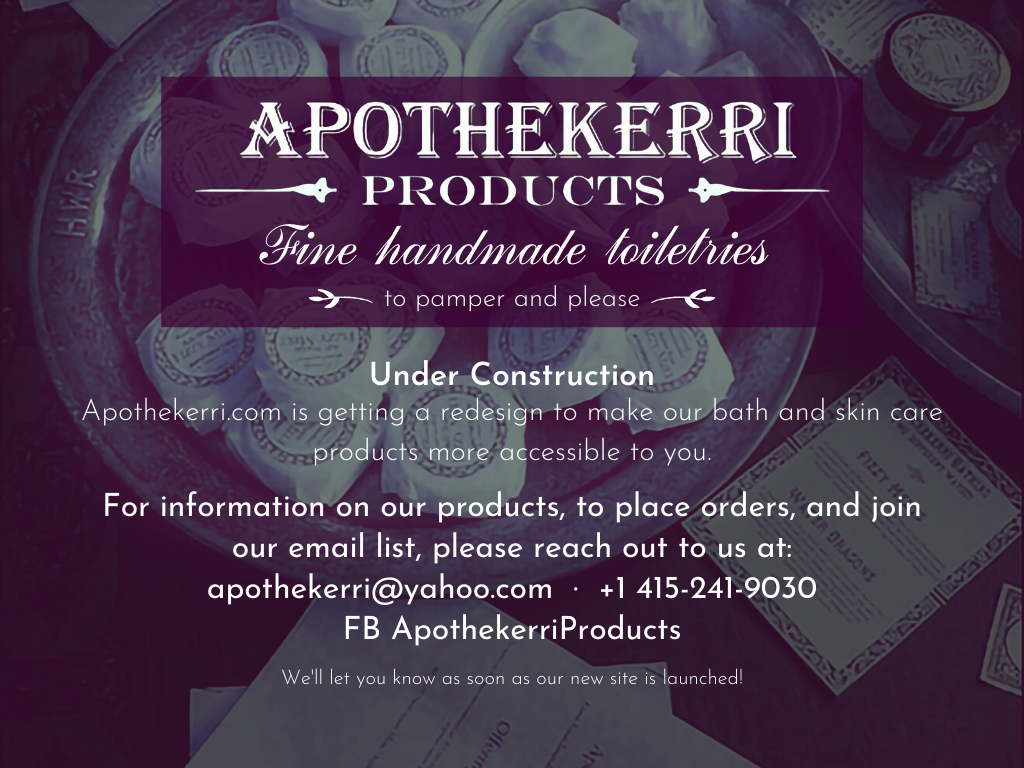 APOTHEKERRI
PRODUCTS
Fine handmade toiletries
to pamper and please
Under Construction
Apothekerri.com is getting a redesign to make our bath and skin care
products more accessible to you.
For information on our products, to place orders, and join
our email list, please reach out to us at:
apothekerri@yahoo.com · +1 415-241-9030
FB ApothekerriProducts
We'll let you know as soon as our new site is launched!
HWR
DRAGONS